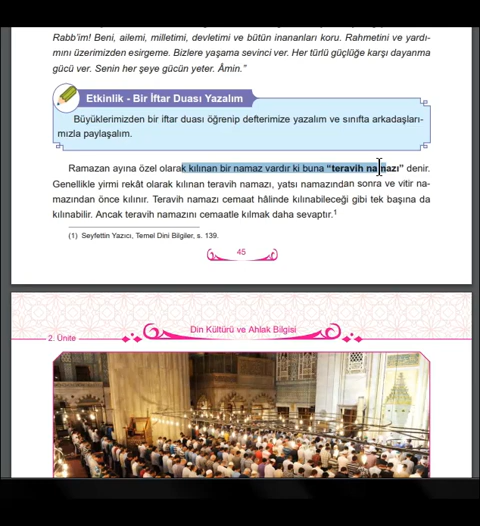 Rabb'im! Beni, ailemi, milletimi, devletimi ve bütün inananları koru. Rahmetini ve yardı-
mını üzerimizden esirgeme. Bizlere yaşama sevinci ver. Her türlü güçlüğe karşı dayanma
gücü ver. Senin her şeye gücün yeter. Âmin."
Etkinlik - Bir İftar Duası Yazalım
Büyüklerimizden bir iftar duası öğrenip defterimize yazalım ve sınıfta arkadaşları-
mızla paylaşalım.
Ramazan ayına özel olarak kılınan bir namaz vardır ki buna "teravih namazı" denir.
Genellikle yirmi rekât olarak kılınan teravih namazı, yatsı namazından sonra ve vitir na-
mazından önce kılınır. Teravih namazı cemaat hâlinde kılınabileceği gibi tek başına da
kılınabilir. Ancak teravih namazını cemaatle kılmak daha sevaptır.1
(1) Seyfettin Yazıcı, Temel Dini Bilgiler, s. 139.
45
Din Kültürü ve Ahlak Bilgisi
2. Ünite